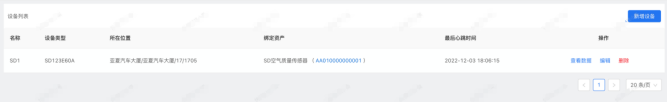 设备列表
新增设备
名称 设备类型 所在位置 绑定资产 最后心跳时间 操作
SD1 SD123E60A 亚夏汽车大厦/亚夏汽车大厦/17/1705 SD空气质量传感器 (AA010100000001) 2022-12-03 18:06:15 查看数据 编辑 删除
1 20 条/页